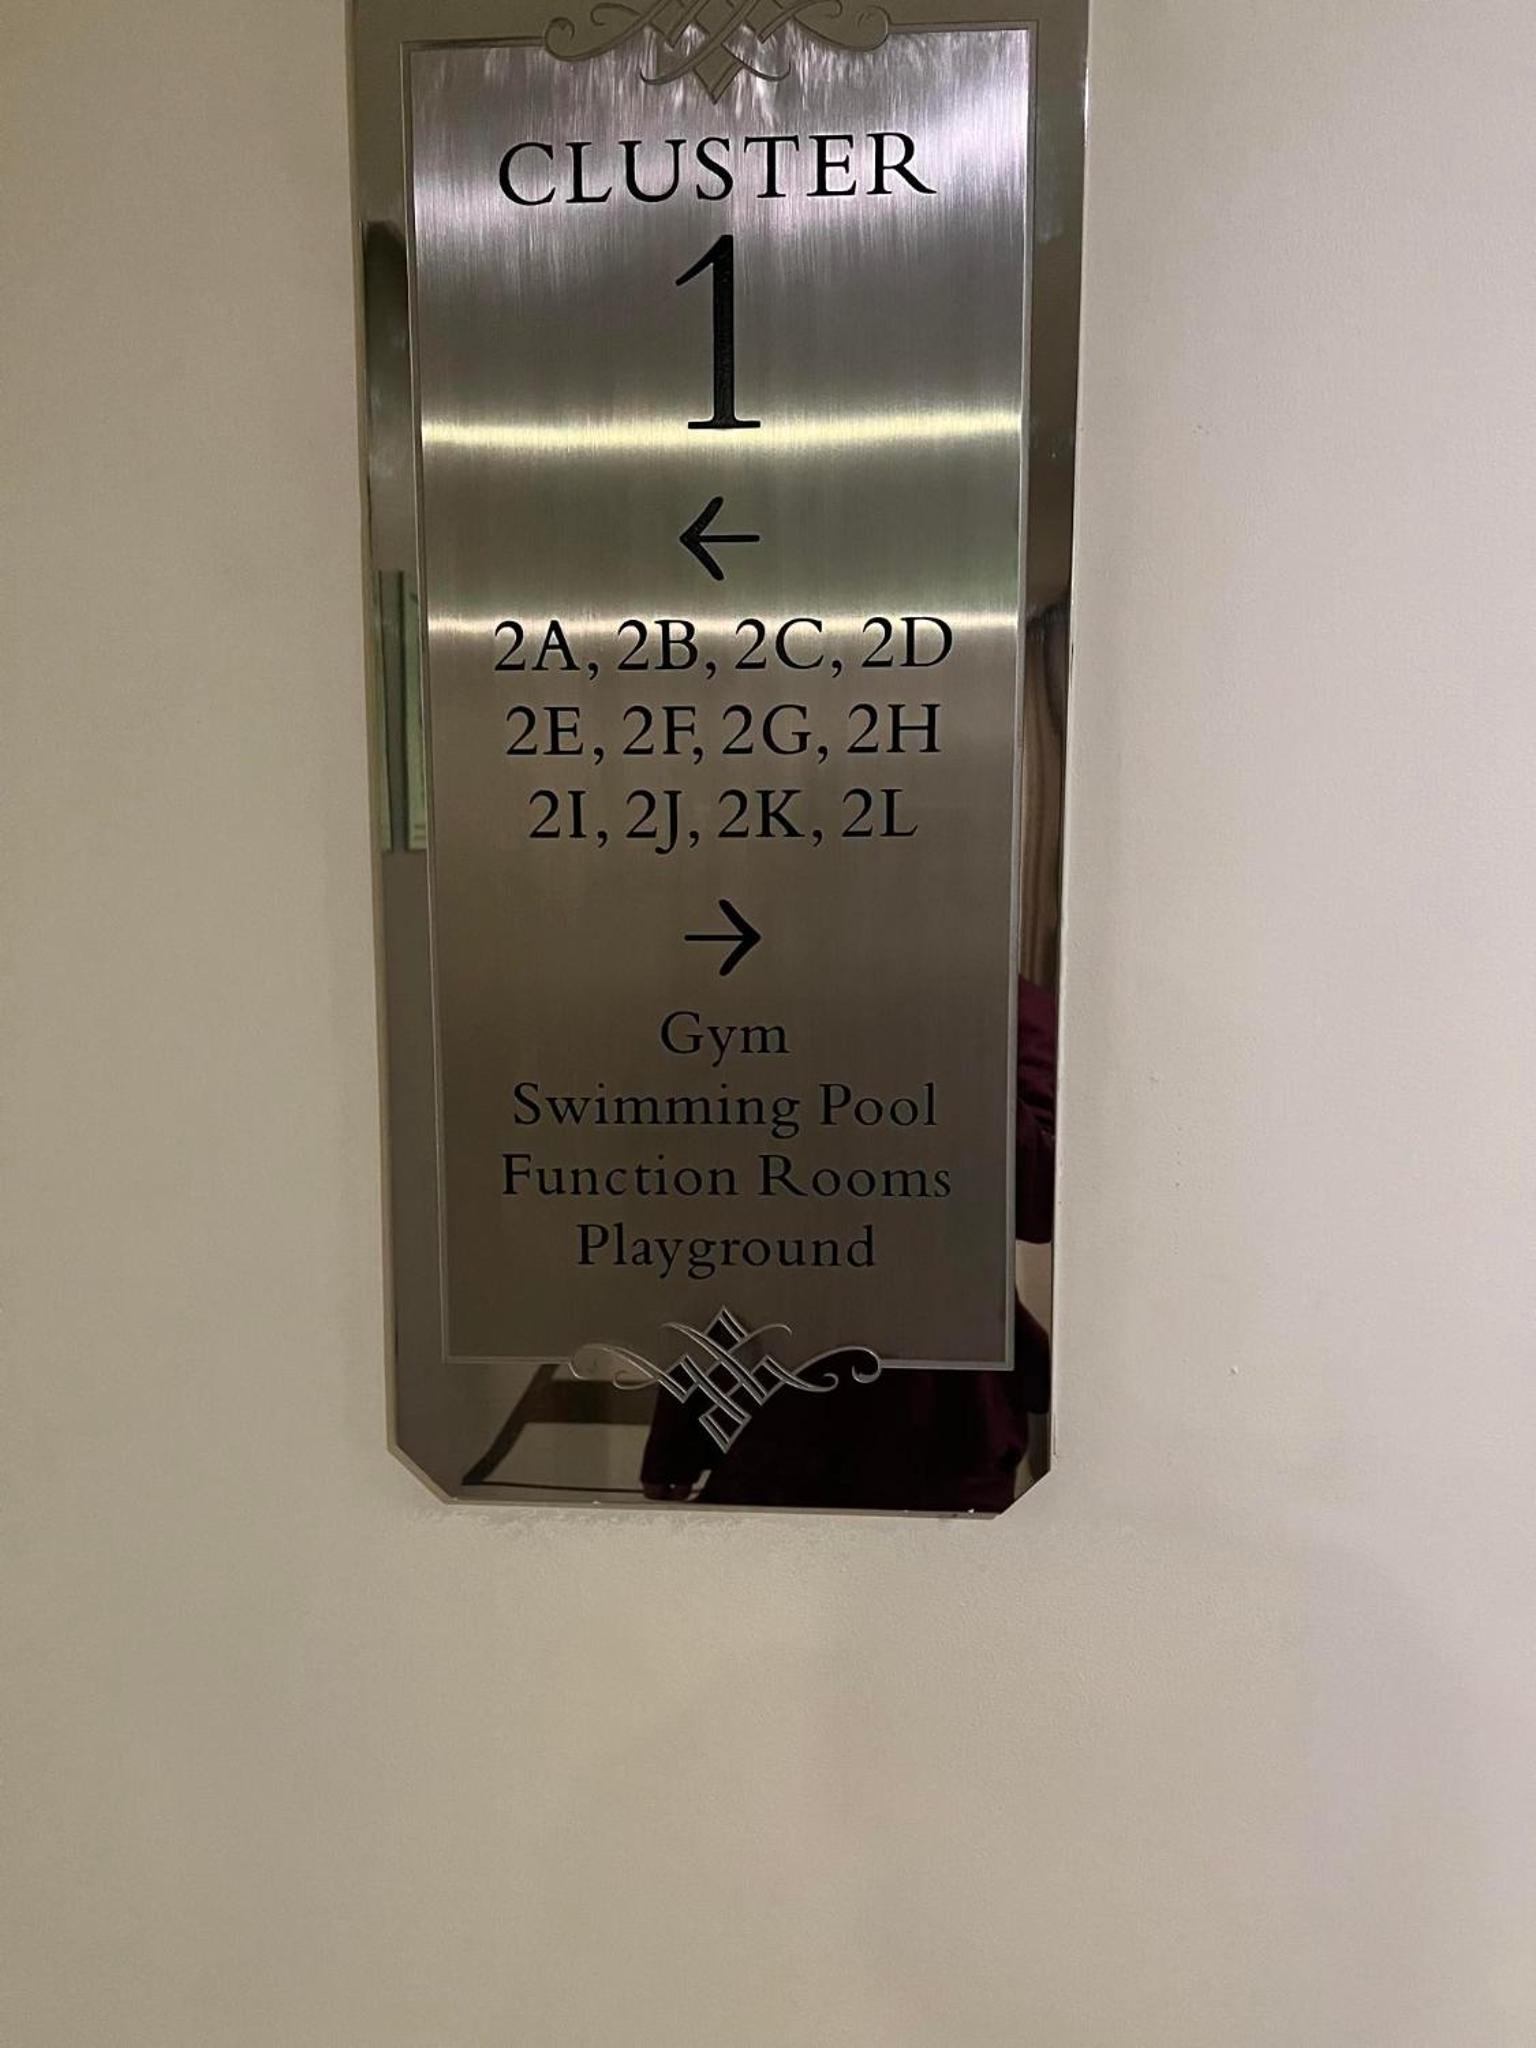 CLUSTER
1
←
2A, 2B, 2C, 2D
2E, 2F, 2G, 2H
2I, 2J, 2K, 2L
→
Gym
Swimming Pool
Function Rooms
Playground